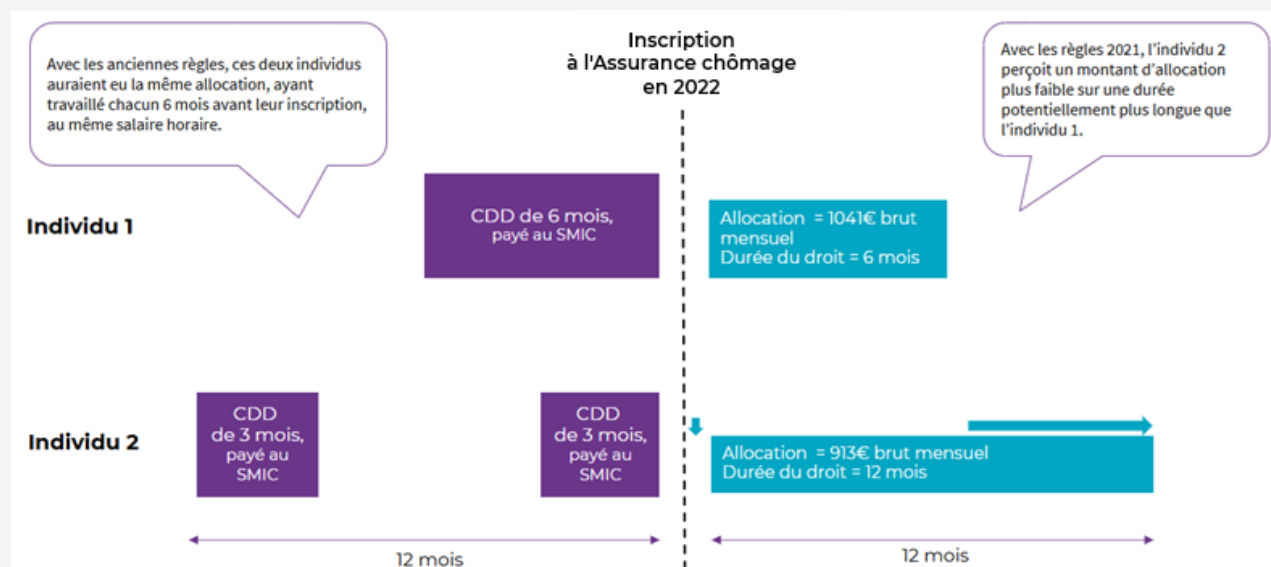 Avec les anciennes règles, ces deux individus
auraient eu la même allocation, ayant
travaillé chacun 6 mois avant leur inscription,
au même salaire horaire.
Inscription
à l'Assurance chômage
en 2022
Avec les règles 2021, l'individu 2
perçoit un montant d'allocation
plus faible sur une durée
potentiellement plus longue que
l'individu 1.
Individu 1
CDD de 6 mois,
payé au SMIC
Allocation = 1041€ brut
mensuel
Durée du droit = 6 mois
Individu 2
CDD
de 3 mois,
payé au
SMIC
CDD
de 3 mois,
payé au
SMIC
Allocation = 913€ brut mensuel
Durée du droit = 12 mois
12 mois
12 mois